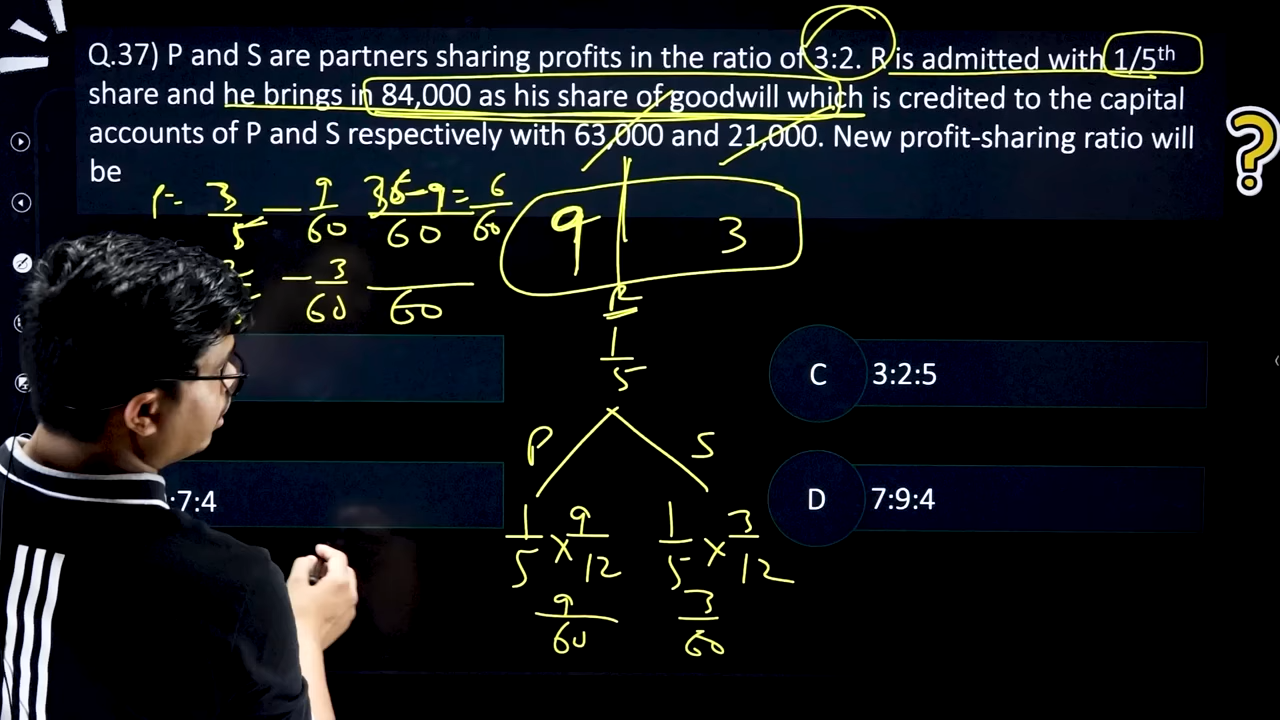 Q.37) P and S are partners sharing profits in the ratio of 3:2. R is admitted with 1/5th
share and he brings in 84,000 as his share of goodwill which is credited to the capital
accounts of P and S respectively with 63,000 and 21,000. New profit-sharing ratio will
be
3/5 - 9/60 36-9=/60 6/60
- 3/60 /60
9 3
R
1/5
P S
1/5 x 9/12 1/5 x 3/12
9/60 3/60
C 3:2:5
:7:4
D 7:9:4
?